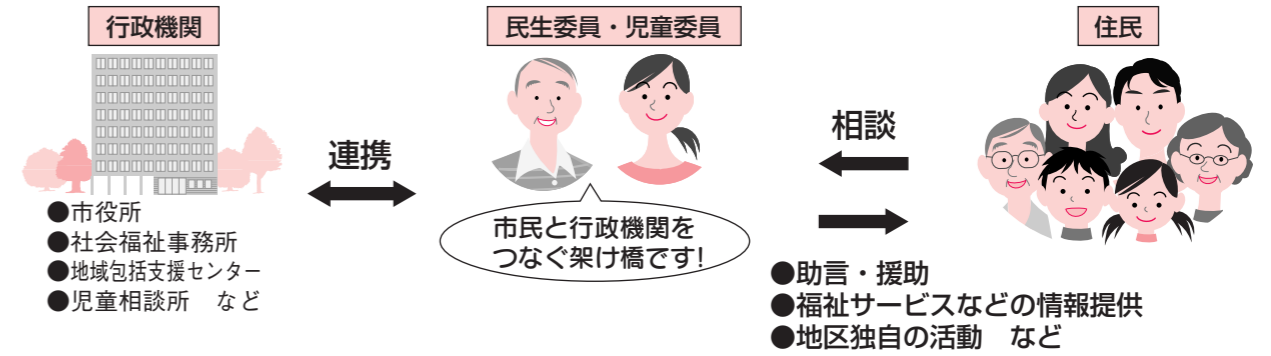 行政機関
●市役所
●社会福祉事務所
●地域包括支援センター
●児童相談所　など
連携
民生委員・児童委員
市民と行政機関を
つなぐ架け橋です!
相談
●助言・援助
●福祉サービスなどの情報提供
●地区独自の活動　など
住民